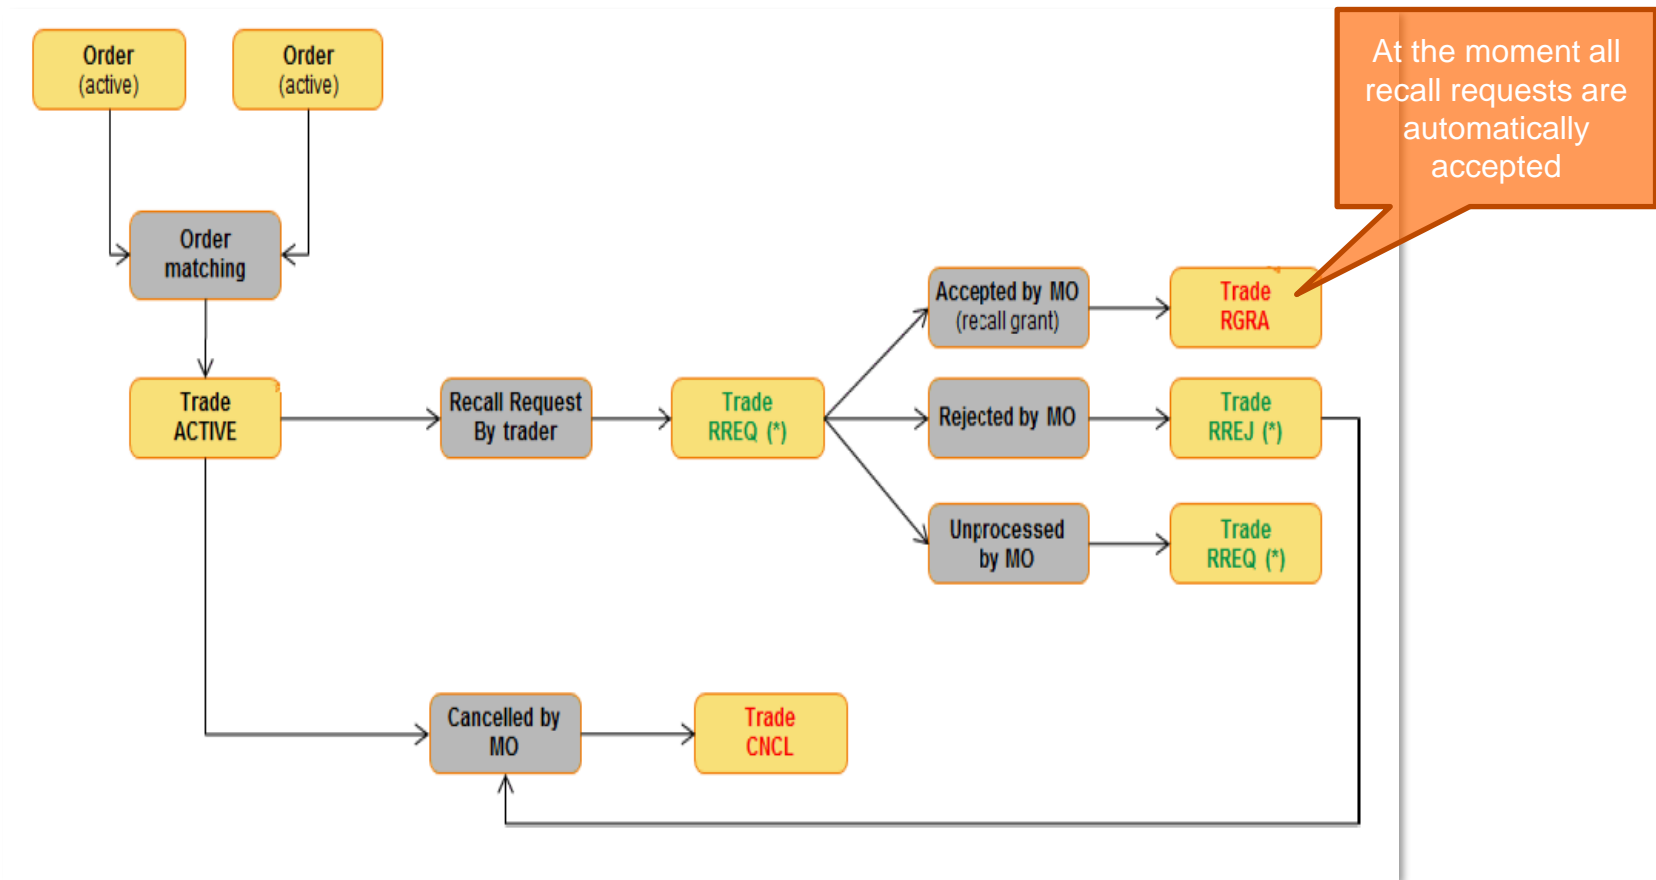 Order
(active)
Order
(active)
At the moment all
recall requests are
automatically
accepted
Order
matching
Accepted by MO
(recall grant)
Trade
RGRA
Trade
ACTIVE
Recall Request
By trader
Trade
RREQ (*)
Rejected by MO
Trade
RREJ (*)
Unprocessed
by MO
Trade
RREQ (*)
Cancelled by
MO
Trade
CNCL